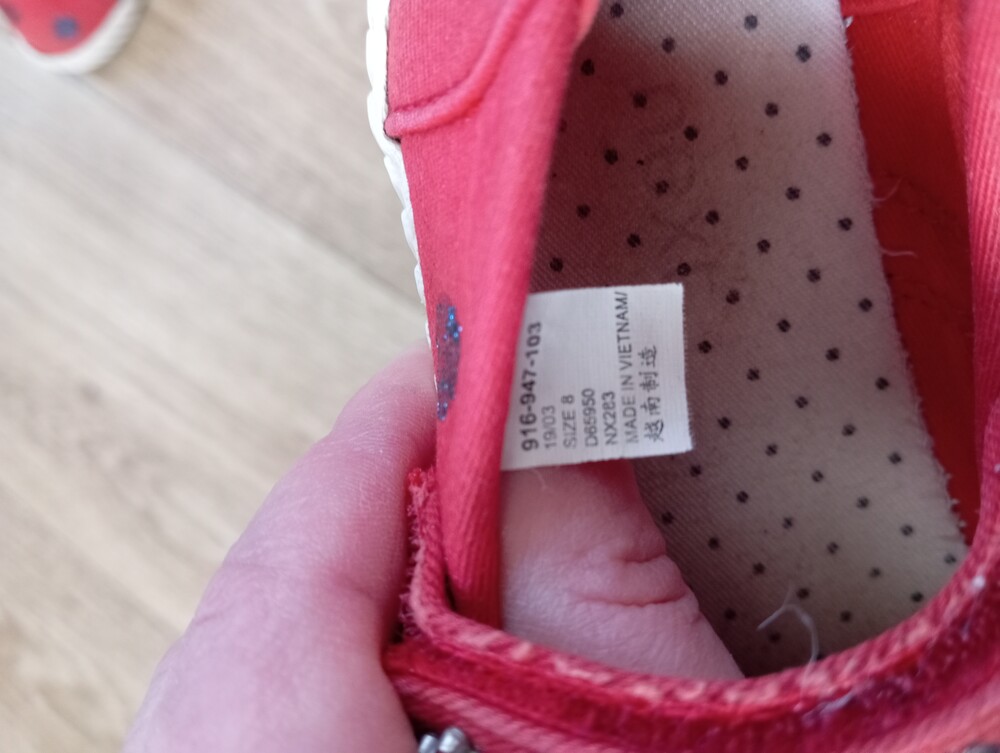 916-947-103
19/03
SIZE 8
D65950
NX283
MADE IN VIETNAM/
越南制造